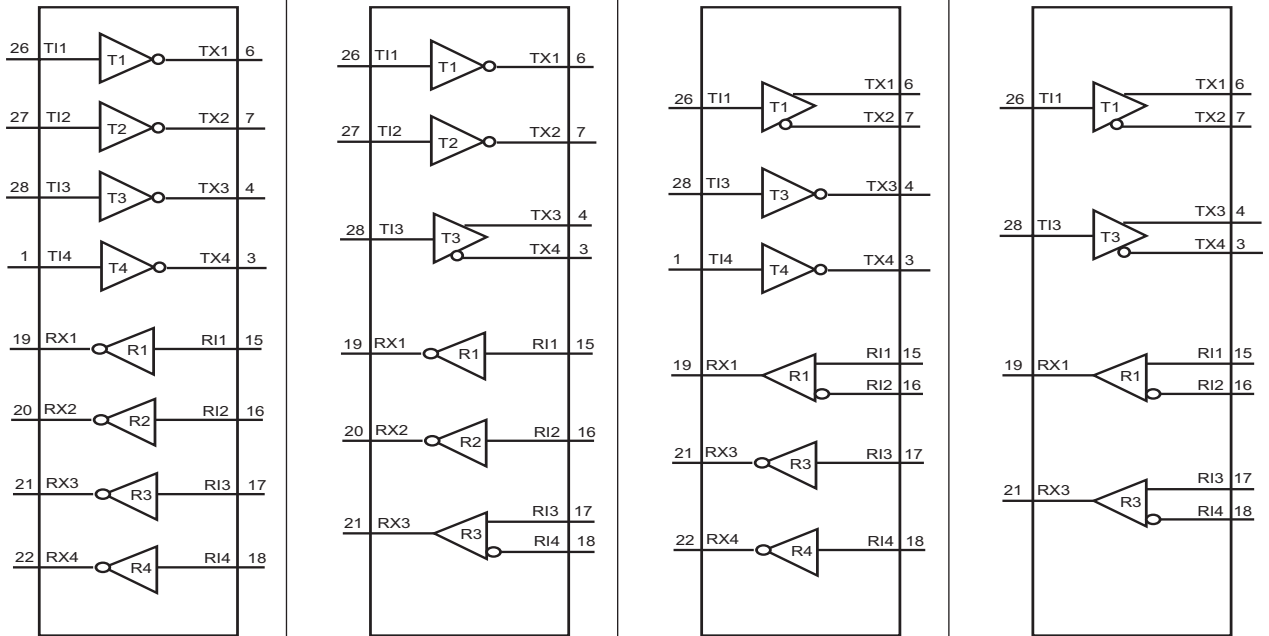 26 TI1 T1 TX1 6
27 TI2 T2 TX2 7
28 TI3 T3 TX3 4
1 TI4 T4 TX4 3
19 RX1 R1 RI1 15
20 RX2 R2 RI2 16
21 RX3 R3 RI3 17
22 RX4 R4 RI4 18
26 TI1 T1 TX1 6
27 TI2 T2 TX2 7
TX3 4
28 TI3 T3
TX4 3
19 RX1 R1 RI1 15
20 RX2 R2 RI2 16
RI3 17
21 RX3 R3
RI4 18
TX1 6
26 TI1 T1
TX2 7
28 TI3 T3 TX3 4
1 TI4 T4 TX4 3
RI1 15
19 RX1 R1
RI2 16
21 RX3 R3 RI3 17
22 RX4 R4 RI4 18
TX1 6
26 TI1 T1
TX2 7
TX3 4
28 TI3 T3
TX4 3
RI1 15
19 RX1 R1
RI2 16
RI3 17
21 RX3 R3
RI4 18